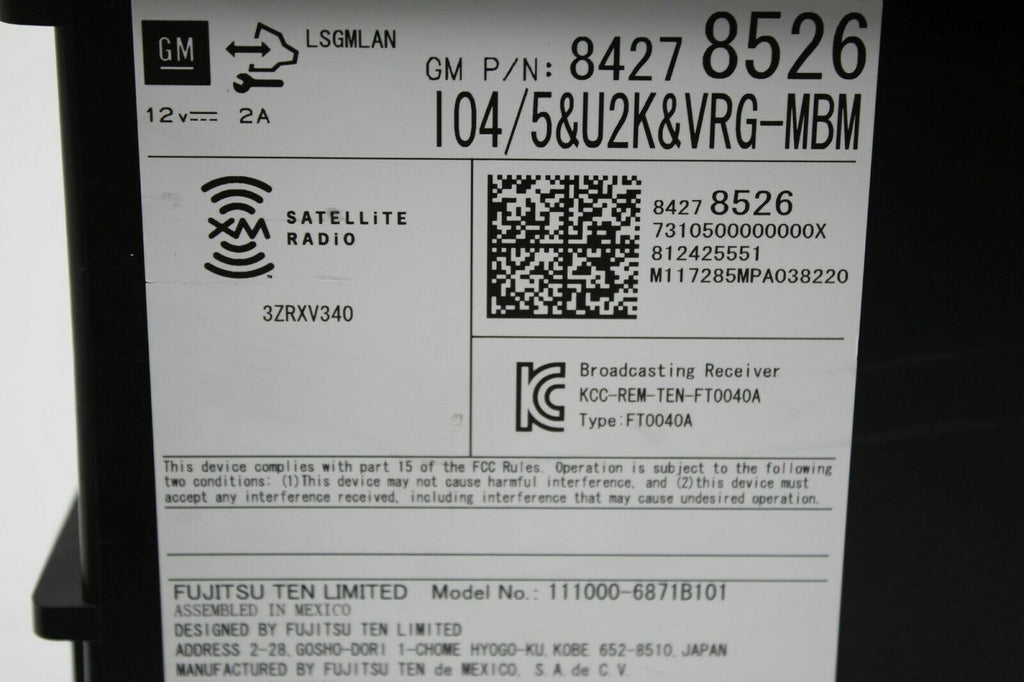 GM
LSGMLAN
GM P/N: 8427 8526
12v 2A
IO4/5&U2K&VRG-MBM
XM SATELLiTE
RADiO
3ZRXV340
8427 8526
7310500000000X
812425551
M117285MPA038220
Broadcasting Receiver
KCC-REM-TEN-FT0040A
Type:FT0040A
This device complies with part 15 of the FCC Rules. Operation is subject to the following
two conditions: (1)This device may not cause harmful interference, and (2)this device must
accept any interference received, including interference that may cause undesired operation.
FUJITSU TEN LIMITED Model No.: 111000-6871B101
ASSEMBLED IN MEXICO
DESIGNED BY FUJITSU TEN LIMITED
ADDRESS 2-28, GOSHO-DORI 1-CHOME HYOGO-KU, KOBE 652-8510, JAPAN
MANUFACTURED BY FUJITSU TEN de MEXICO, S.A. de C.V.